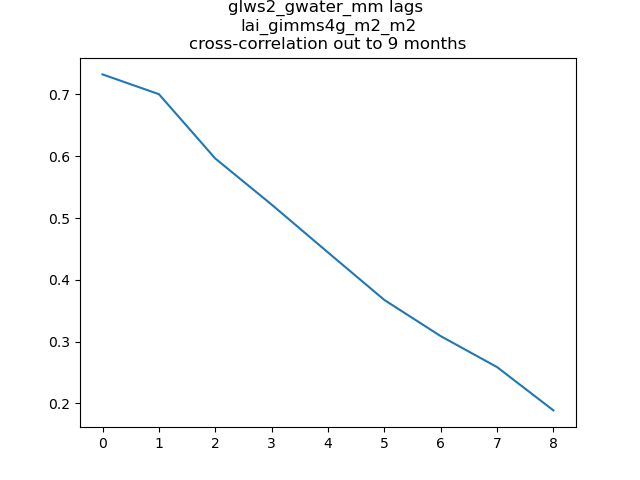 glws2_gwater_mm lags
lai_gimms4g_m2_m2
cross-correlation out to 9 months
0.7
0.6
0.5
0.4
0.3
0.2
0 1 2 3 4 5 6 7 8